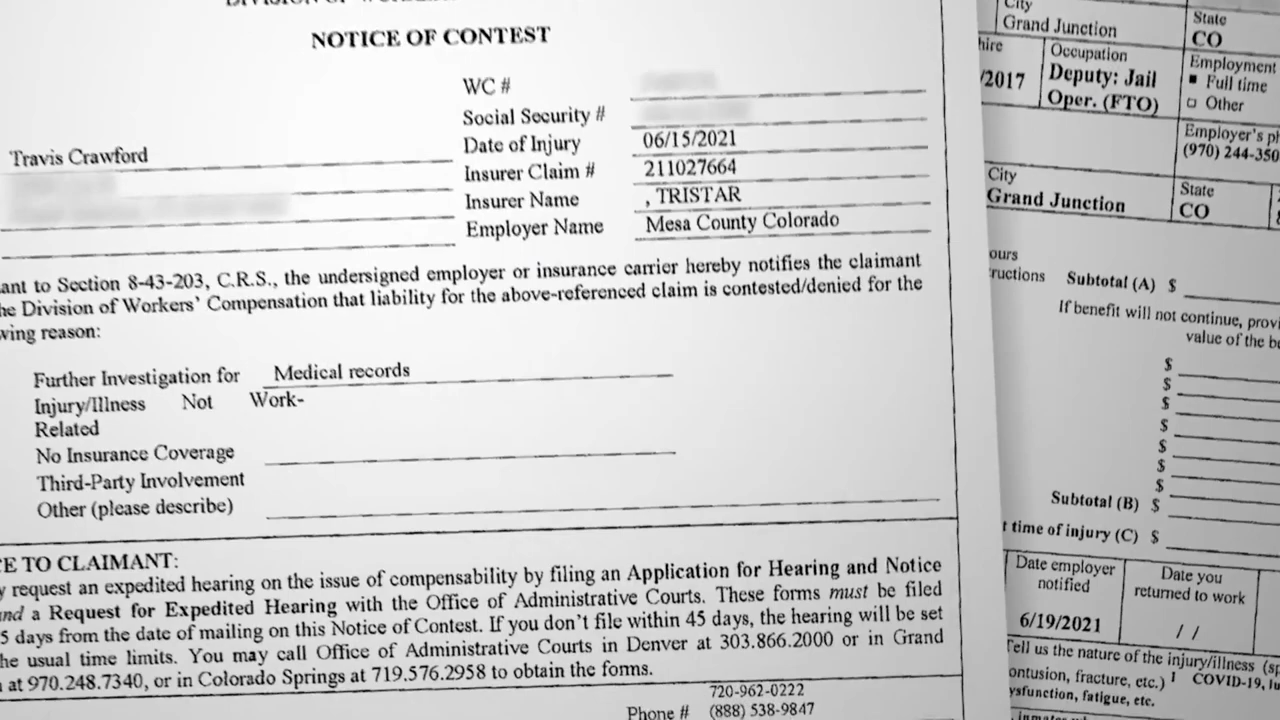 NOTICE OF CONTEST
WC #
Social Security #
Travis Crawford
Date of Injury 06/15/2021
Insurer Claim # 211027664
Insurer Name , TRISTAR
Employer Name Mesa County Colorado
ant to Section 8-43-203, C.R.S., the undersigned employer or insurance carrier hereby notifies the claimant
he Division of Workers' Compensation that liability for the above-referenced claim is contested/denied for the
wing reason:
Further Investigation for Medical records
Injury/Illness Not Work-
Related
No Insurance Coverage
Third-Party Involvement
Other (please describe)
E TO CLAIMANT:
y request an expedited hearing on the issue of compensability by filing an Application for Hearing and Notice
and a Request for Expedited Hearing with the Office of Administrative Courts. These forms must be filed
5 days from the date of mailing on this Notice of Contest. If you don't file within 45 days, the hearing will be set
he usual time limits. You may call Office of Administrative Courts in Denver at 303.866.2000 or in Grand
at 970.248.7340, or in Colorado Springs at 719.576.2958 to obtain the forms.
720-962-0222
Phone # (888) 538-9847
City
Grand Junction
State
CO
hire
/2017
Occupation
Deputy: Jail
Oper. (FTO)
Employment
Full time
Other
Employer's ph
(970) 244-350
City
Grand Junction
State
CO
ours
ructions
Subtotal (A) $
If benefit will not continue, provi
value of the be
$
$
$
$
$
$
$
Subtotal (B) $
t time of injury (C) $
Date employer
notified
6/19/2021
Date you
returned to work
/ /
Tell us the nature of the injury/illness (sp
ontusion, fracture, etc.) 1 COVID-19, lu
ysfunction, fatigue, etc.